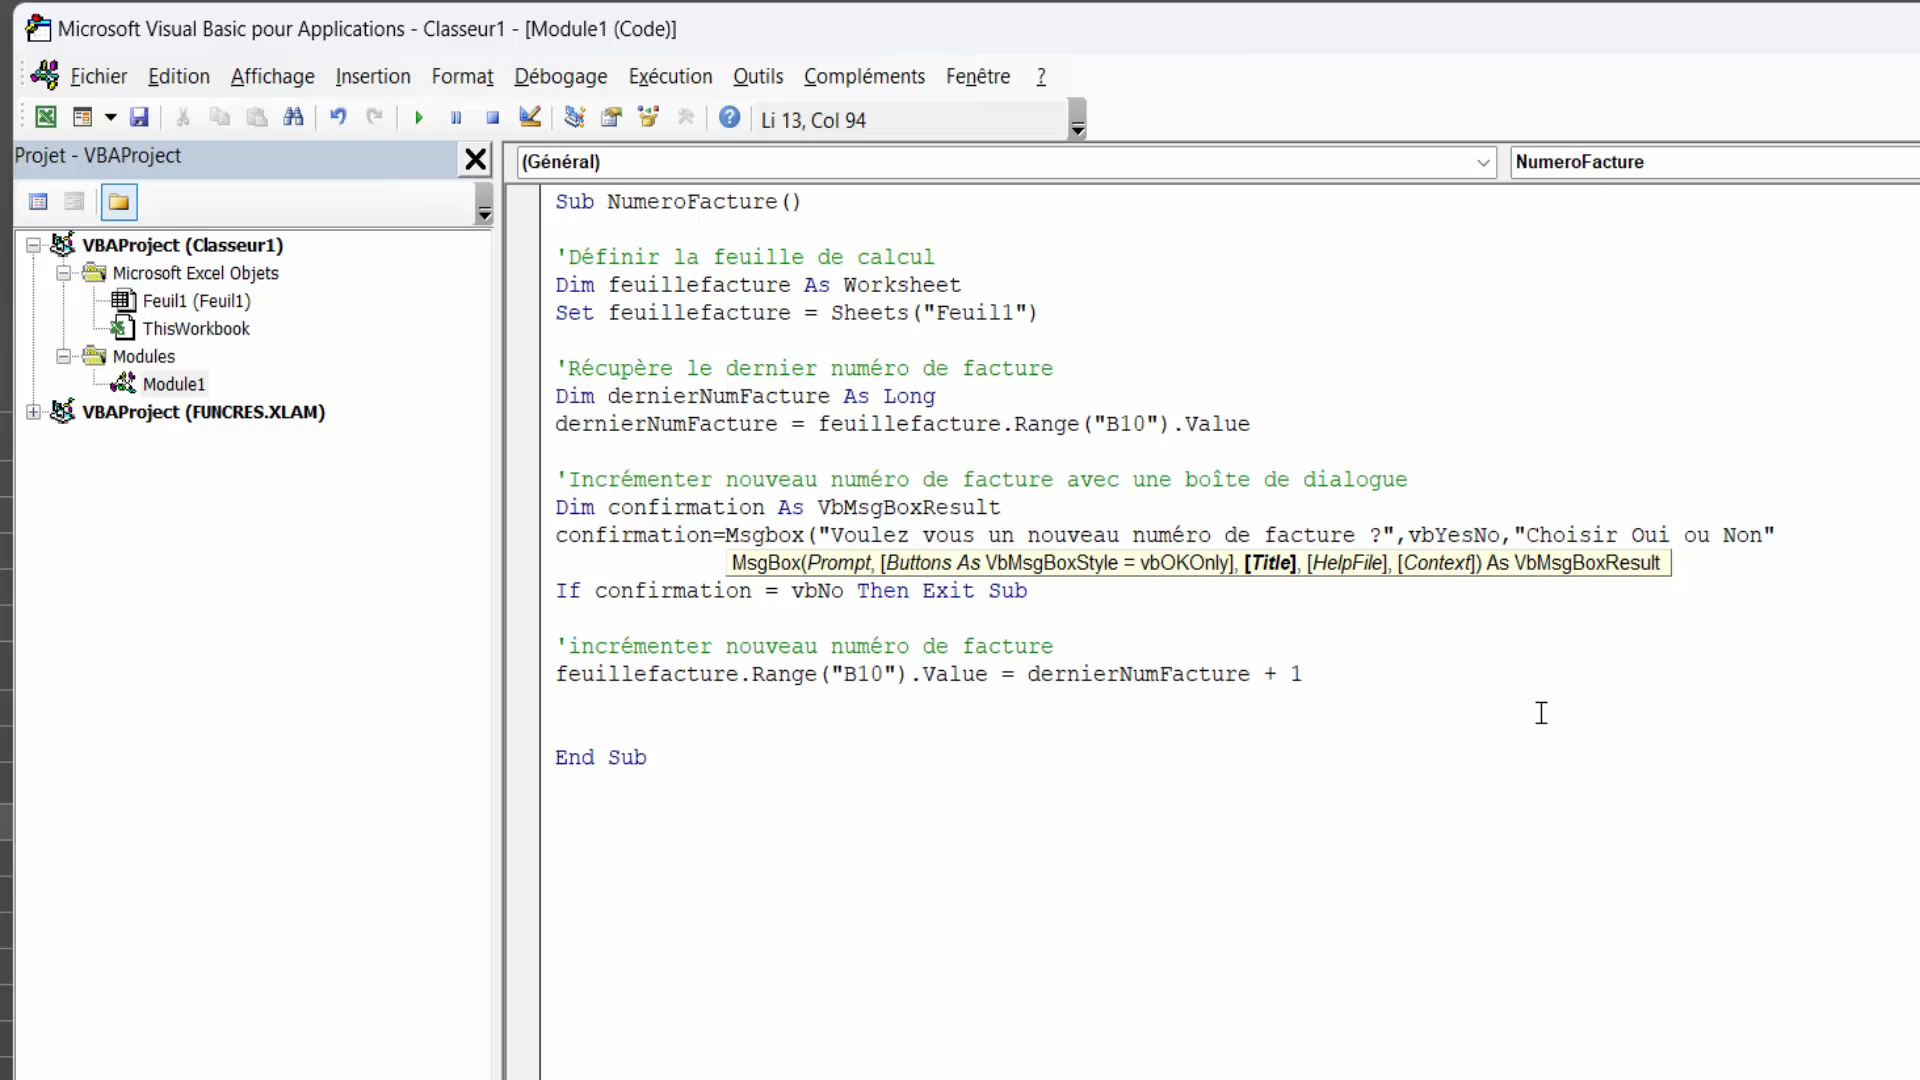 Microsoft Visual Basic pour Applications - Classeur1 - [Module1 (Code)]
Fichier Edition Affichage Insertion Format Débogage Exécution Outils Compléments Fenêtre ?
Li 13, Col 94
Projet - VBAProject
(Général)
NumeroFacture
VBAProject (Classeur1)
Microsoft Excel Objets
Feuil1 (Feuil1)
ThisWorkbook
Modules
Module1
VBAProject (FUNCRES.XLAM)
Sub NumeroFacture()
'Définir la feuille de calcul
Dim feuillefacture As Worksheet
Set feuillefacture = Sheets("Feuil1")
'Récupère le dernier numéro de facture
Dim dernierNumFacture As Long
dernierNumFacture = feuillefacture.Range("B10").Value
'Incrémenter nouveau numéro de facture avec une boîte de dialogue
Dim confirmation As VbMsgBoxResult
confirmation=Msgbox("Voulez vous un nouveau numéro de facture ?",vbYesNo,"Choisir Oui ou Non"
MsgBox(Prompt, [Buttons As VbMsgBoxStyle = vbOKOnly], [Title], [HelpFile], [Context]) As VbMsgBoxResult
If confirmation = vbNo Then Exit Sub
'incrémenter nouveau numéro de facture
feuillefacture.Range("B10").Value = dernierNumFacture + 1
End Sub